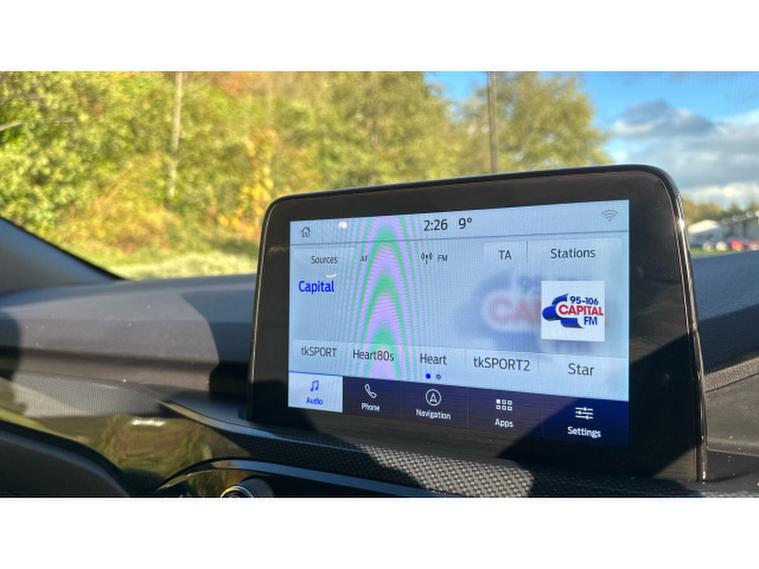 2:26 9°
Sources AF FM TA Stations
Capital
95-106
CAPITAL
FM
tkSPORT Heart80s Heart tkSPORT2 Star
Audio Phone Navigation Apps Settings